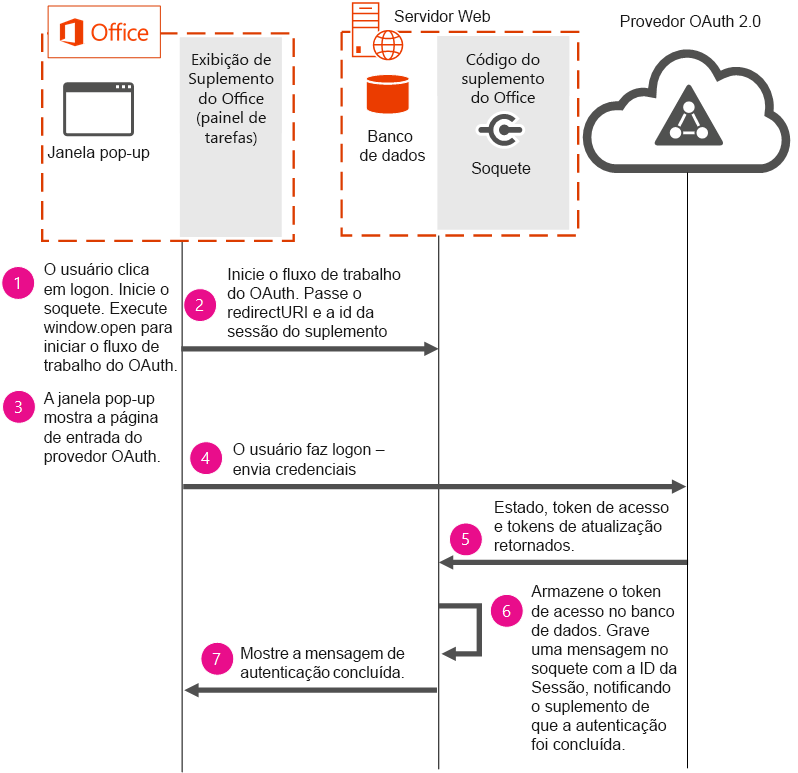 Office
Janela pop-up
Exibição de
Suplemento
do Office
(painel de
tarefas)
Servidor Web
Banco
de dados
Código do
suplemento
do Office
Soquete
Provedor OAuth 2.0
1
O usuário clica
em logon. Inicie o
soquete. Execute
window.open para
iniciar o fluxo de
trabalho do OAuth.
2
Inicie o fluxo de trabalho
do OAuth. Passe o
redirectURI e a id da
sessão do suplemento
3
A janela pop-up
mostra a página
de entrada do
provedor OAuth.
4
O usuário faz logon –
envia credenciais
5
Estado, token de acesso
e tokens de atualização
retornados.
6
Armazene o token
de acesso no banco
de dados. Grave
uma mensagem no
soquete com a ID da
Sessão, notificando
o suplemento de
que a autenticação
foi concluída.
7
Mostre a mensagem de
autenticação concluída.